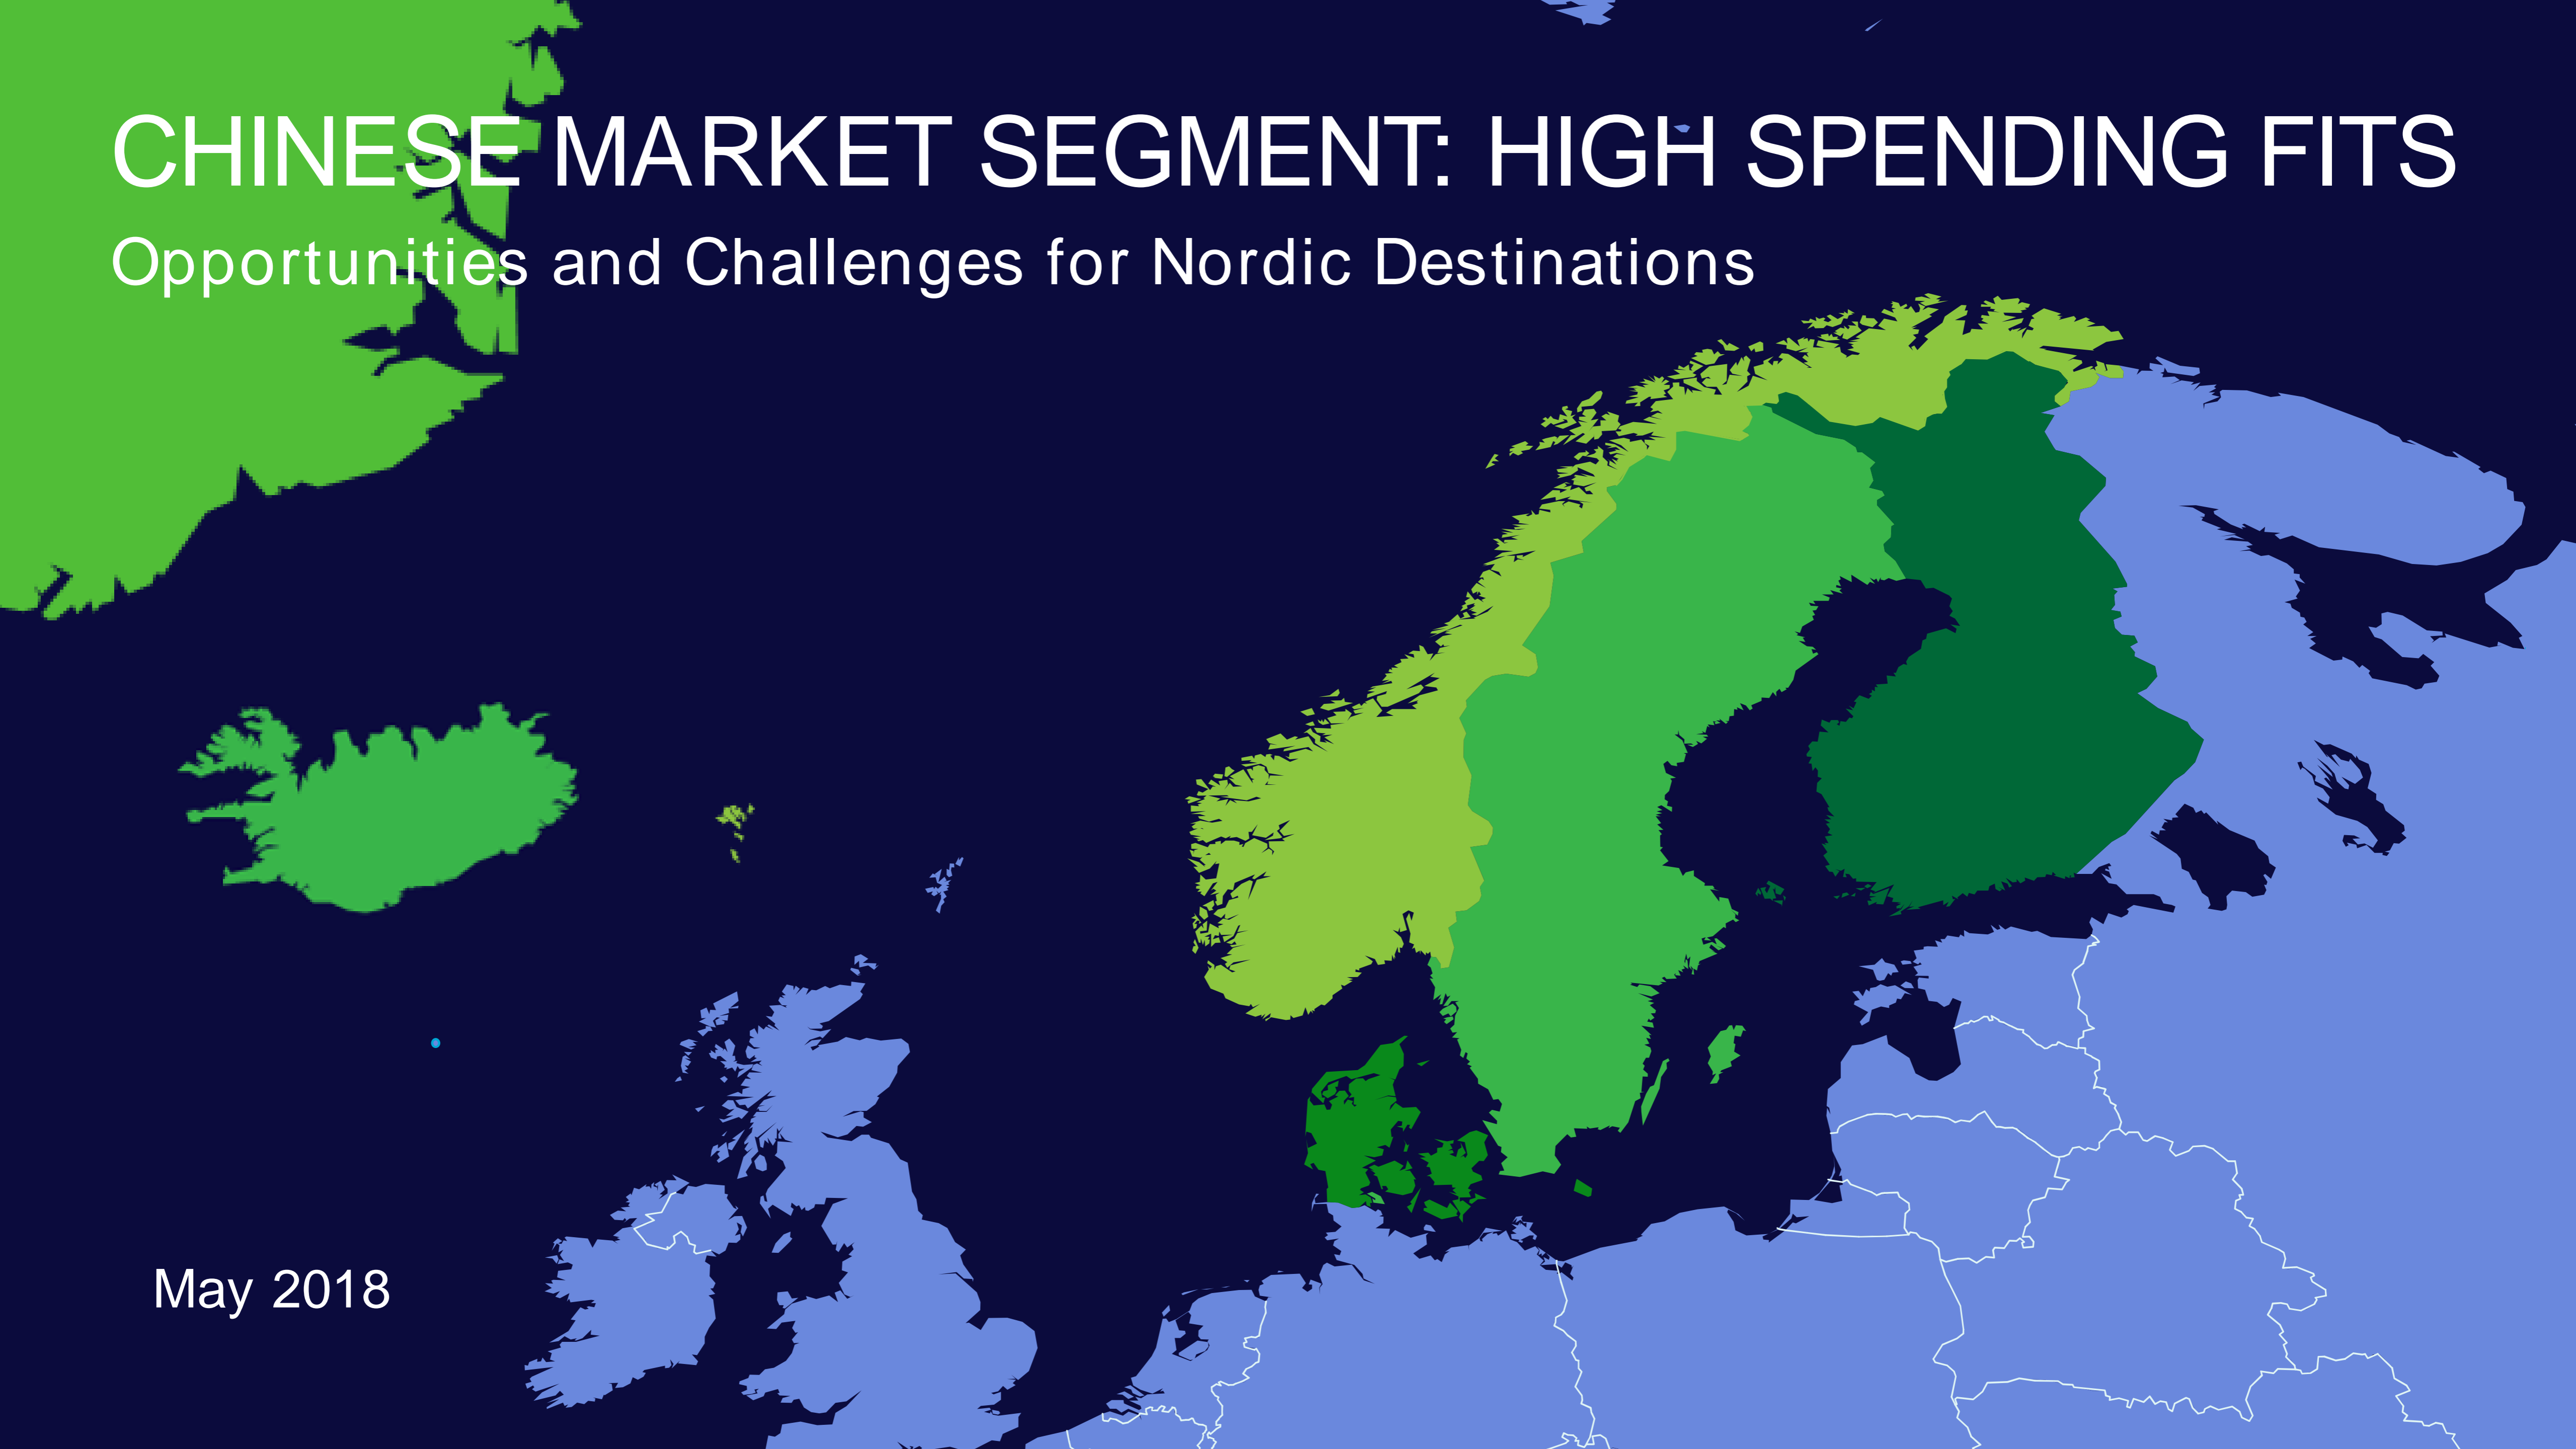 CHINESE MARKET SEGMENT: HIGH SPENDING FITS
Opportunities and Challenges for Nordic Destinations
May 2018